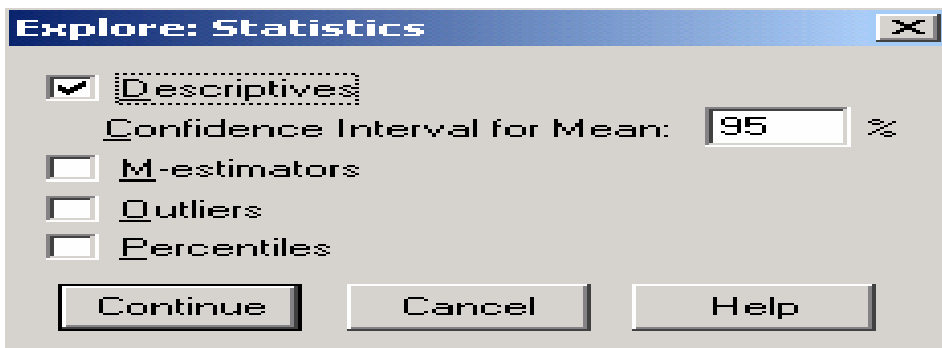 Explore: Statistics
Descriptives
Confidence Interval for Mean: 95 %
M-estimators
Outliers
Percentiles
Continue Cancel Help